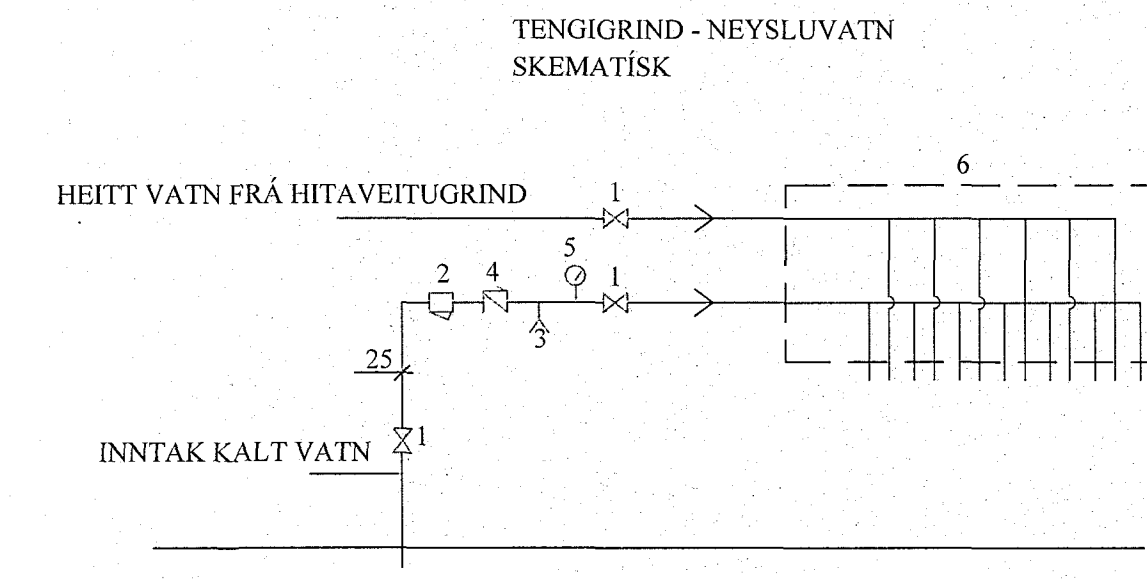 TENGIGRIND - NEYSLUVATN
SKEMATÍSK
6
HEITT VATN FRÁ HITAVEITUGRIND
1
5
2
4
1
3
25
1
INNTAK KALT VATN